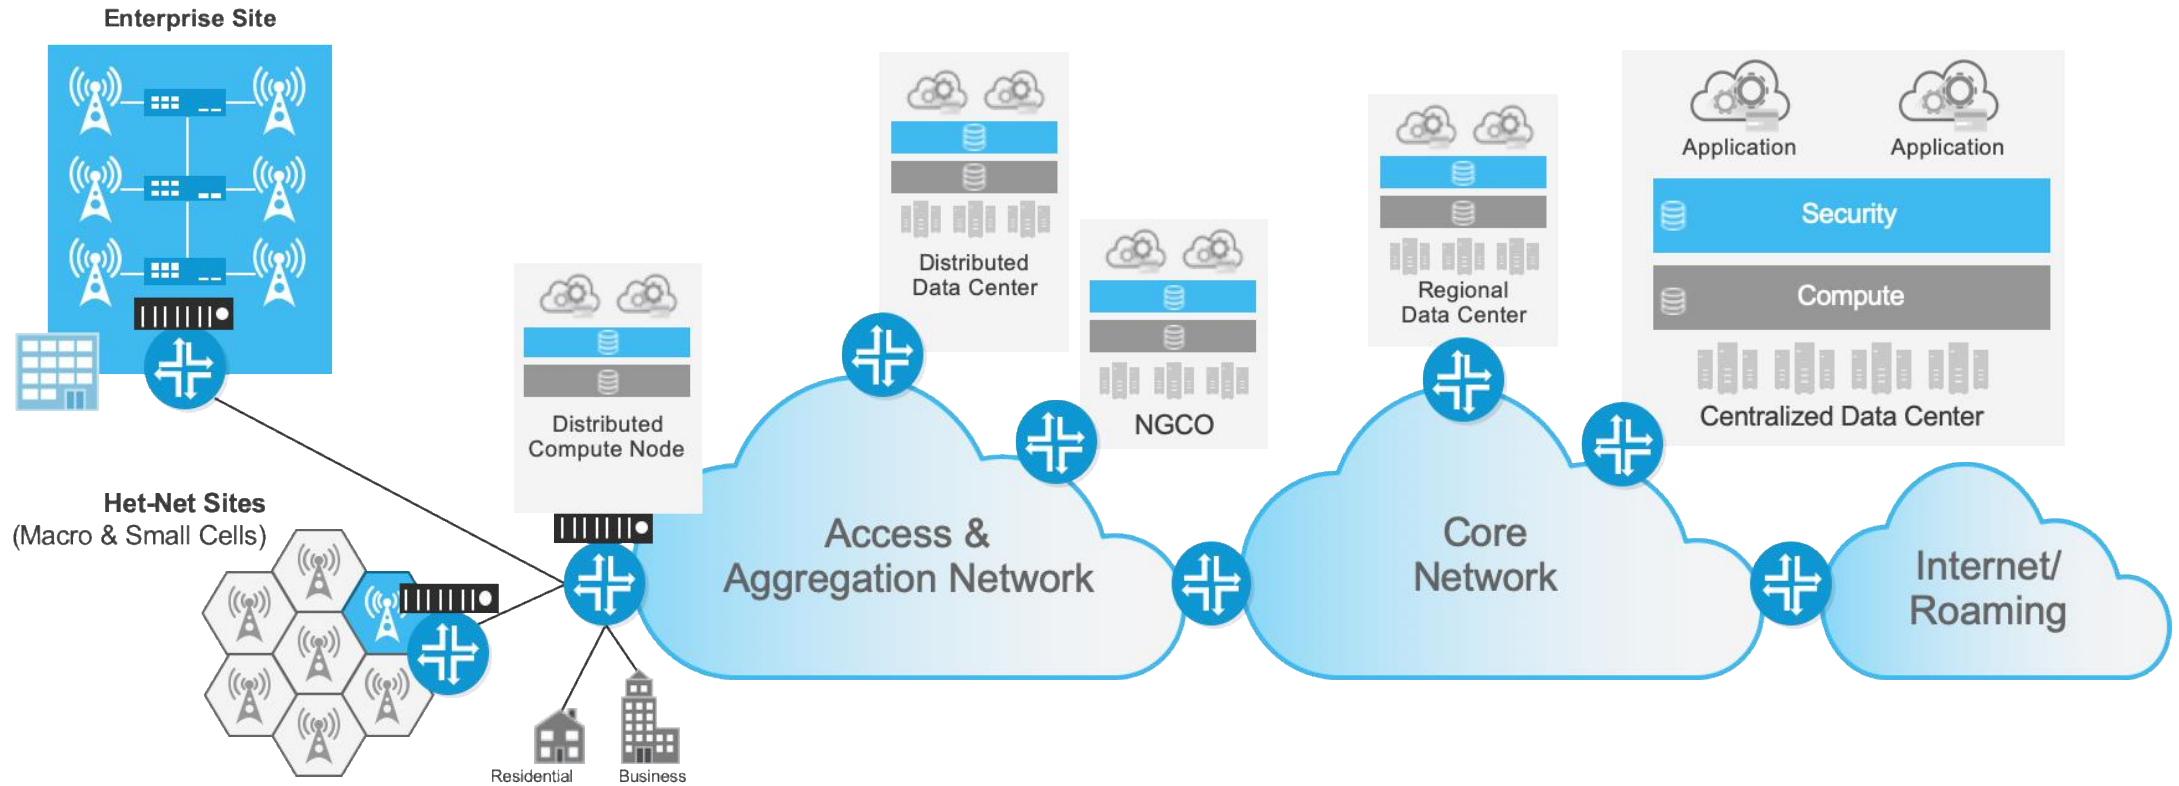 Enterprise Site
Het-Net Sites
(Macro & Small Cells)
Distributed
Compute Node
Residential
Business
Distributed
Data Center
NGCO
Access &
Aggregation Network
Regional
Data Center
Core
Network
Application
Application
Security
Compute
Centralized Data Center
Internet/
Roaming